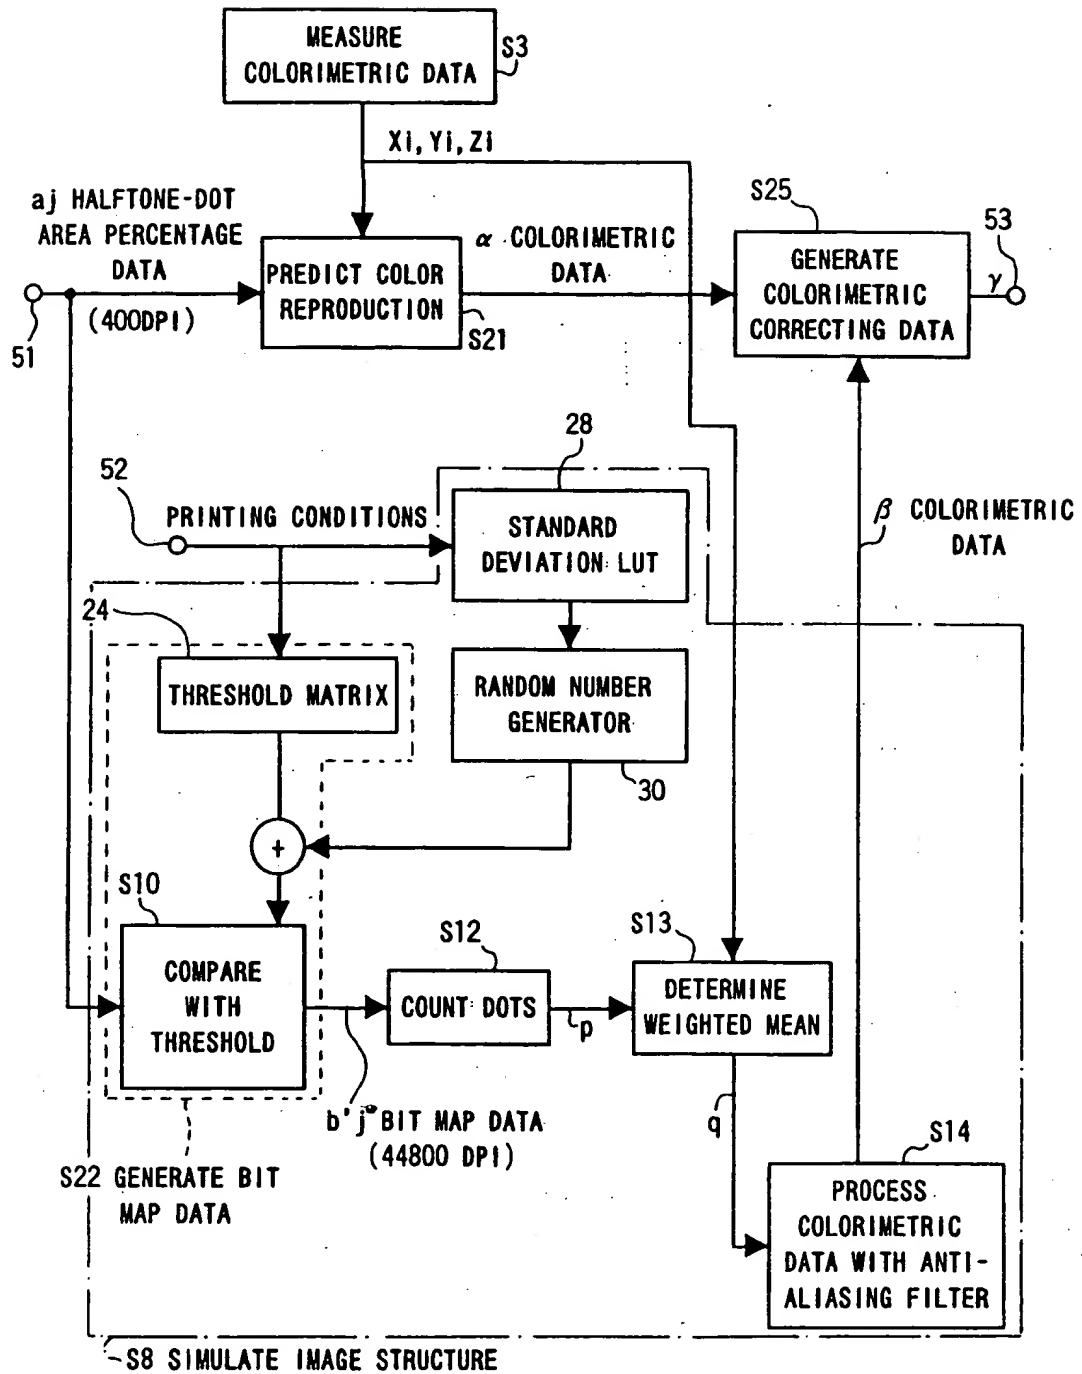 MEASURE
COLORIMETRIC DATA
S3
Xi, Yi, Zi
aj HALFTONE-DOT
AREA PERCENTAGE
DATA
(400DPI)
51
PREDICT COLOR
REPRODUCTION
S21
α COLORIMETRIC
DATA
S25
GENERATE
COLORIMETRIC
CORRECTING DATA
γ
53
52
PRINTING CONDITIONS
28
STANDARD
DEVIATION LUT
β COLORIMETRIC
DATA
24
THRESHOLD MATRIX
RANDOM NUMBER
GENERATOR
30
+
S10
COMPARE
WITH
THRESHOLD
S12
COUNT DOTS
p
S13
DETERMINE
WEIGHTED MEAN
b'j BIT MAP DATA
(44800 DPI)
q
S22 GENERATE BIT
MAP DATA
S14
PROCESS
COLORIMETRIC
DATA WITH ANTI-
ALIASING FILTER
S8 SIMULATE IMAGE STRUCTURE